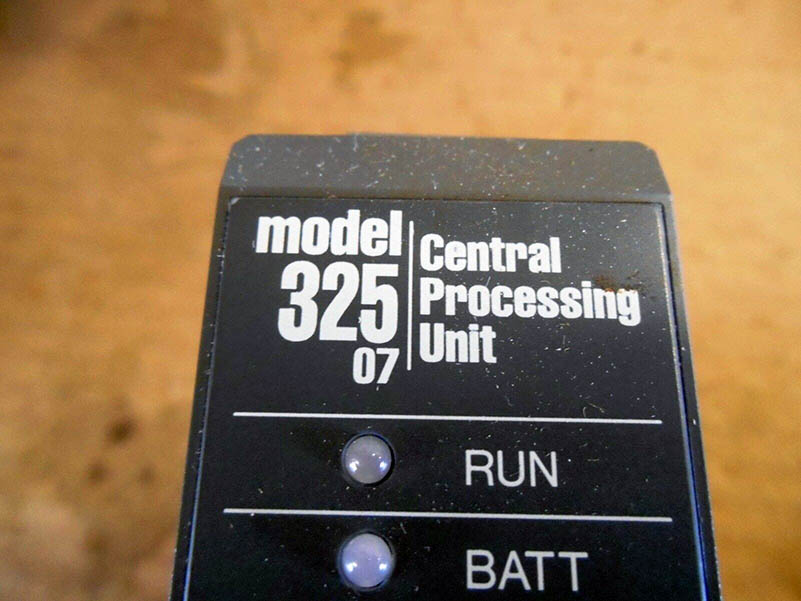 model
325
07
Central
Processing
Unit
RUN
BATT